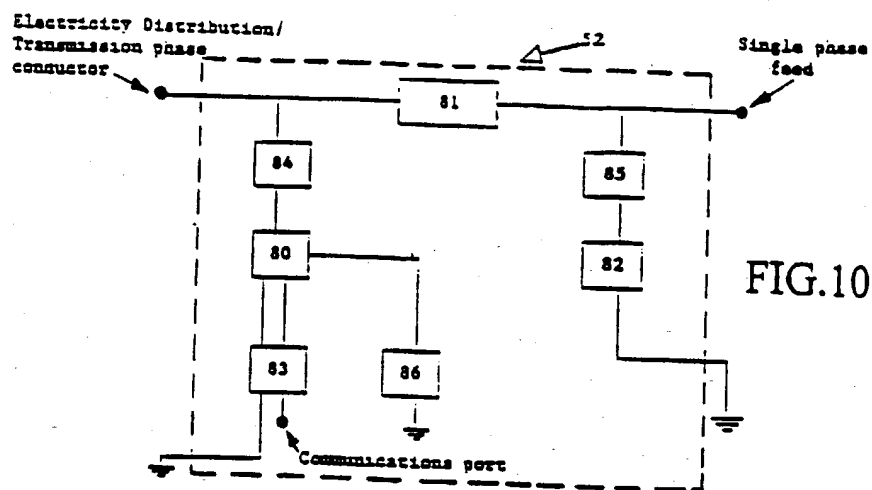 Electricity Distribution/
Transmission phase
conductor
52
Single phase
feed
81
84
85
80
82
FIG.10
83
86
Communications port